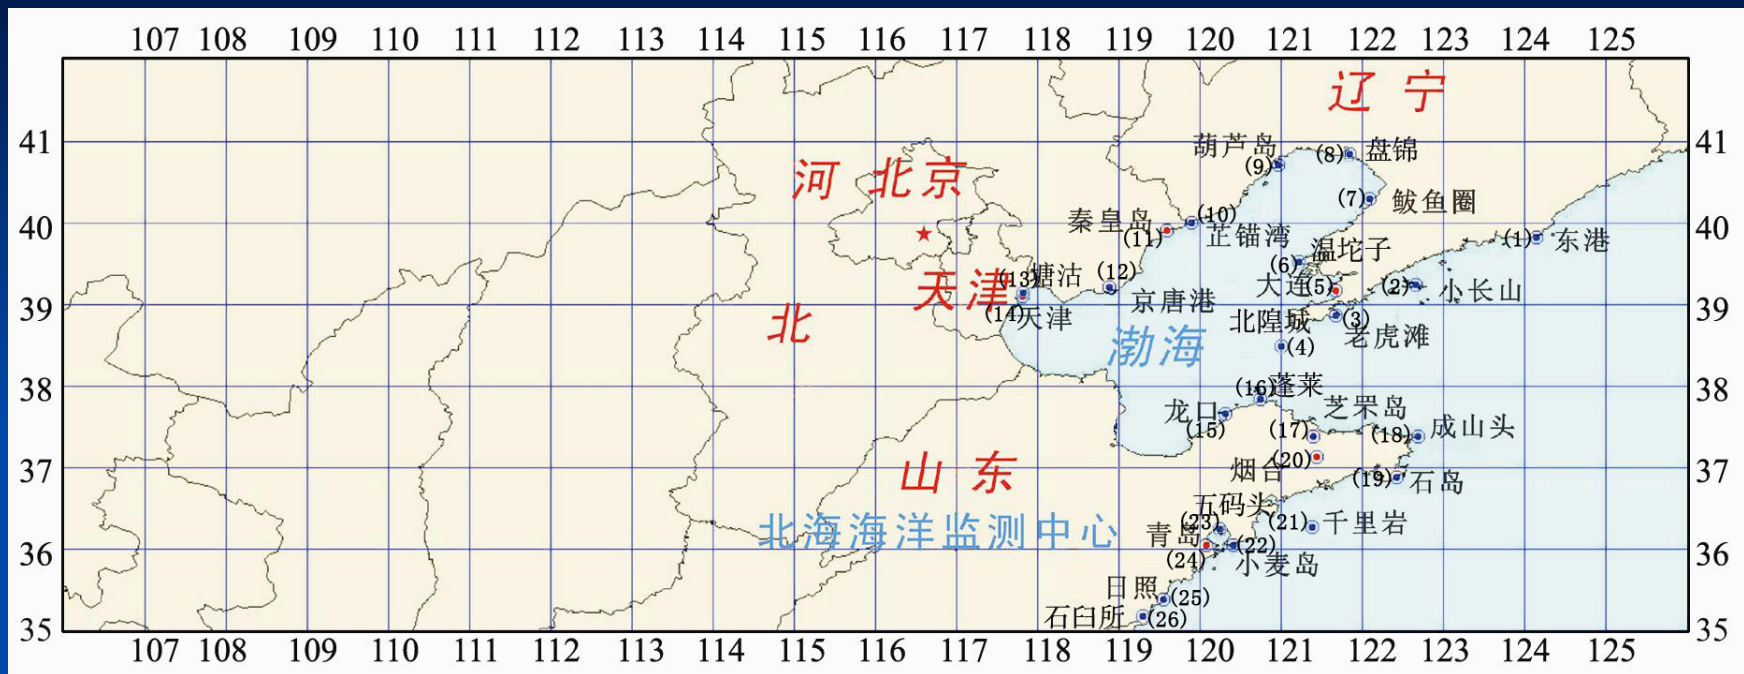 107 108 109 110 111 112 113 114 115 116 117 118 119 120 121 122 123 124 125
辽 宁
41 41
葫芦岛 (9)
(8) 盘锦
河 北京
(7) 鲅鱼圈
40 40
秦皇岛 (11)
(10) 芷锚湾
(1) 东港
(6) 温坨子
(13) 塘沽
(12) 京唐港
大连 (5)
(2) 小长山
天津
39 39
(14) 天津
北
北隍城 (4)
(3) 老虎滩
渤海
38 38
(16) 蓬莱
龙口 (15)
(17) 芝罘岛
(18) 成山头
37 37
山 东
烟台 (20)
(19) 石岛
五码头 (23)
北海海洋监测中心
青岛 (24)
(21) 千里岩
36 36
(22) 小麦岛
日照 (25)
石臼所 (26)
35 35
107 108 109 110 111 112 113 114 115 116 117 118 119 120 121 122 123 124 125